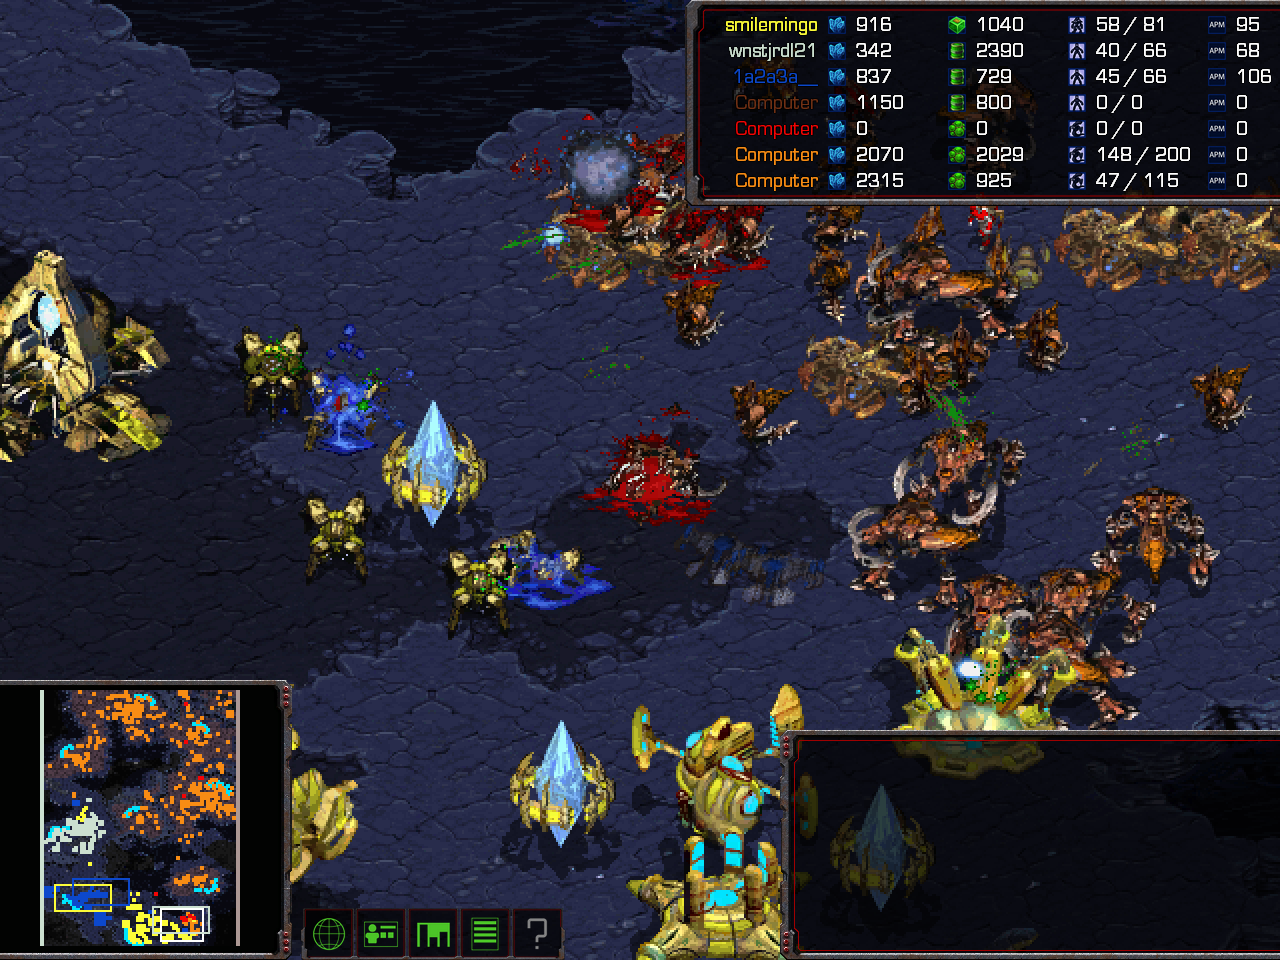 smilemingo 916 1040 58 / 81 APM 95
wnstjrdl21 342 2390 40 / 66 APM 68
1a2a3a__ 837 729 45 / 66 APM 106
Computer 1150 800 0 / 0 APM 0
Computer 0 0 0 / 0 APM 0
Computer 2070 2029 148 / 200 APM 0
Computer 2315 925 47 / 115 APM 0
?